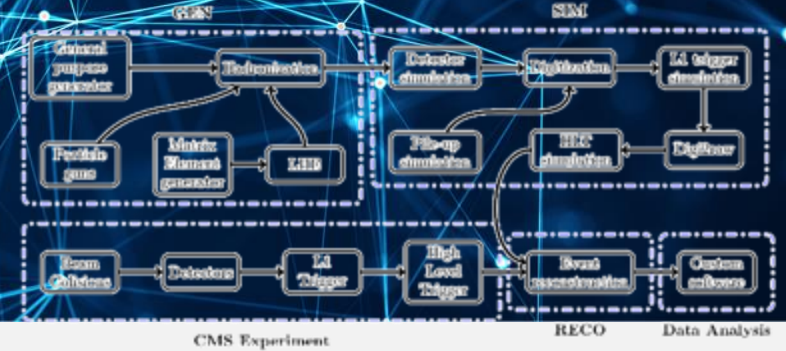 GEN
SIM
General
purpose
generator
Hadronization
Detector
simulation
Digitization
L1 trigger
simulation
Particle
guns
Matrix
Element
generator
LHE
Pile-up
simulation
HLT
simulation
Digi2raw
Beam
Collisions
Detectors
L1
Trigger
High
Level
Trigger
Event
reconstruction
Custom
software
CMS Experiment
RECO
Data Analysis